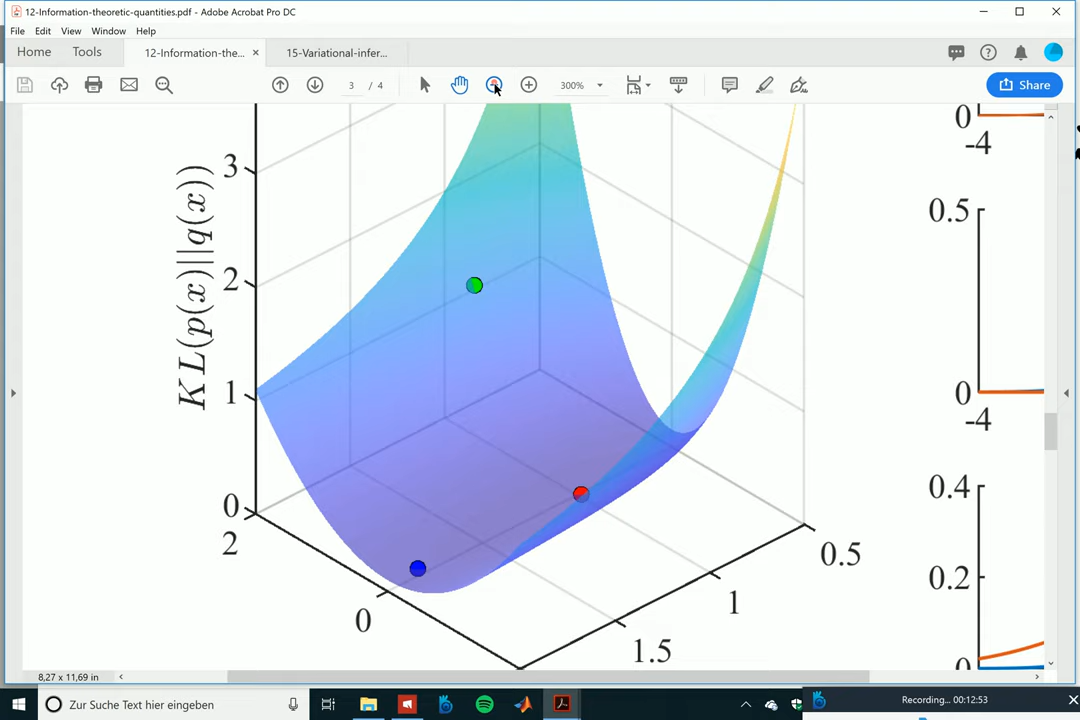 12-Information-theoretic-quantities.pdf - Adobe Acrobat Pro DC
File Edit View Window Help
Home Tools 12-Information-the... × 15-Variational-infer...
3 / 4 300% Share
KL(p(x)||q(x))
3
2
1
0
2
0
1.5
1
0.5
0
-4
0.5
0
-4
0.4
0.2
0
8,27 x 11,69 in
Zur Suche Text hier eingeben
Recording... 00:12:53